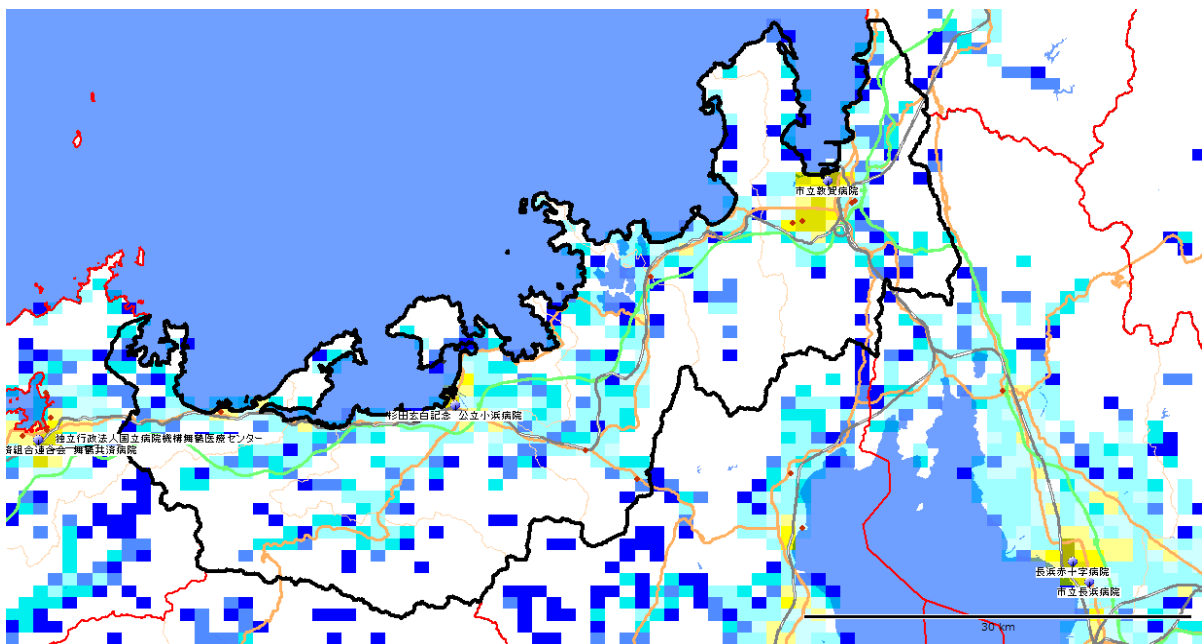 市立敦賀病院
杉田玄白記念 公立小浜病院
独立行政法人国立病院機構舞鶴医療センター
済組合連合会 舞鶴共済病院
長浜赤十字病院
市立長浜病院
30 km